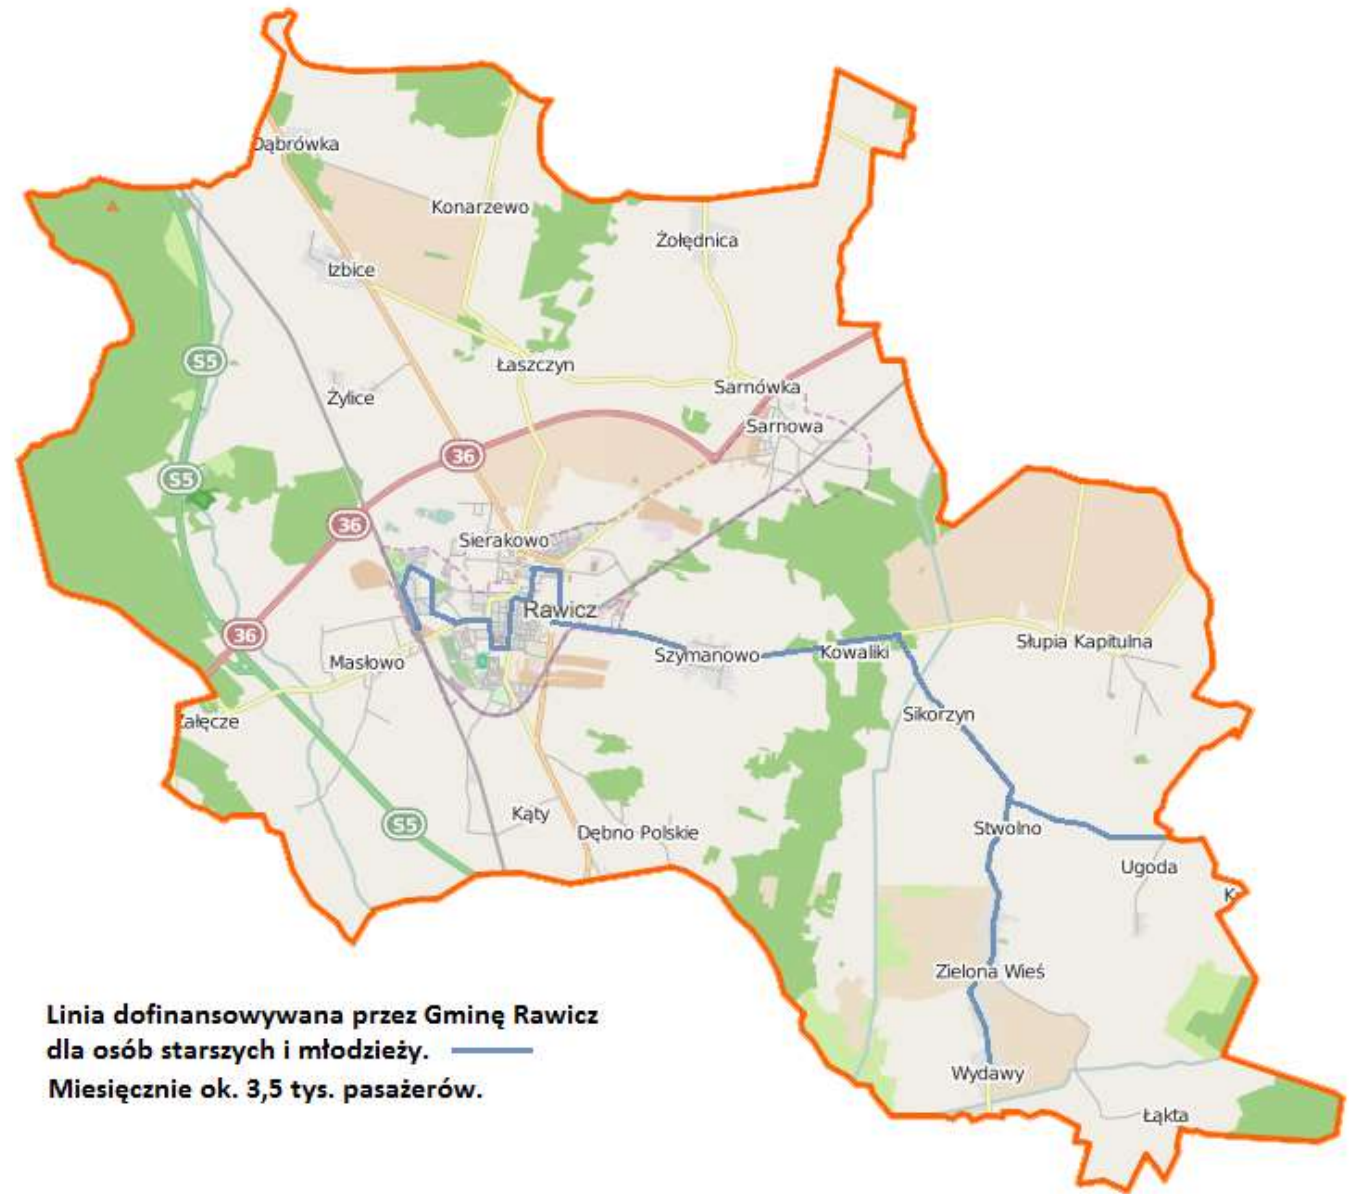 Dąbrówka
Konarzewo
Żołędnica
Izbice
S5
Łaszczyn
Sarnówka
Żylice
Sarnowa
36
S5
36
Sierakowo
Rawicz
36
Masłowo
Szymanowo
Kowaliki
Słupia Kapitulna
Załęcze
Sikorzyn
S5
Kąty
Dębno Polskie
Stwolno
Ugoda
Zielona Wieś
Linia dofinansowywana przez Gminę Rawicz
dla osób starszych i młodzieży.
Wydawy
Miesięcznie ok. 3,5 tys. pasażerów.
Łąkta